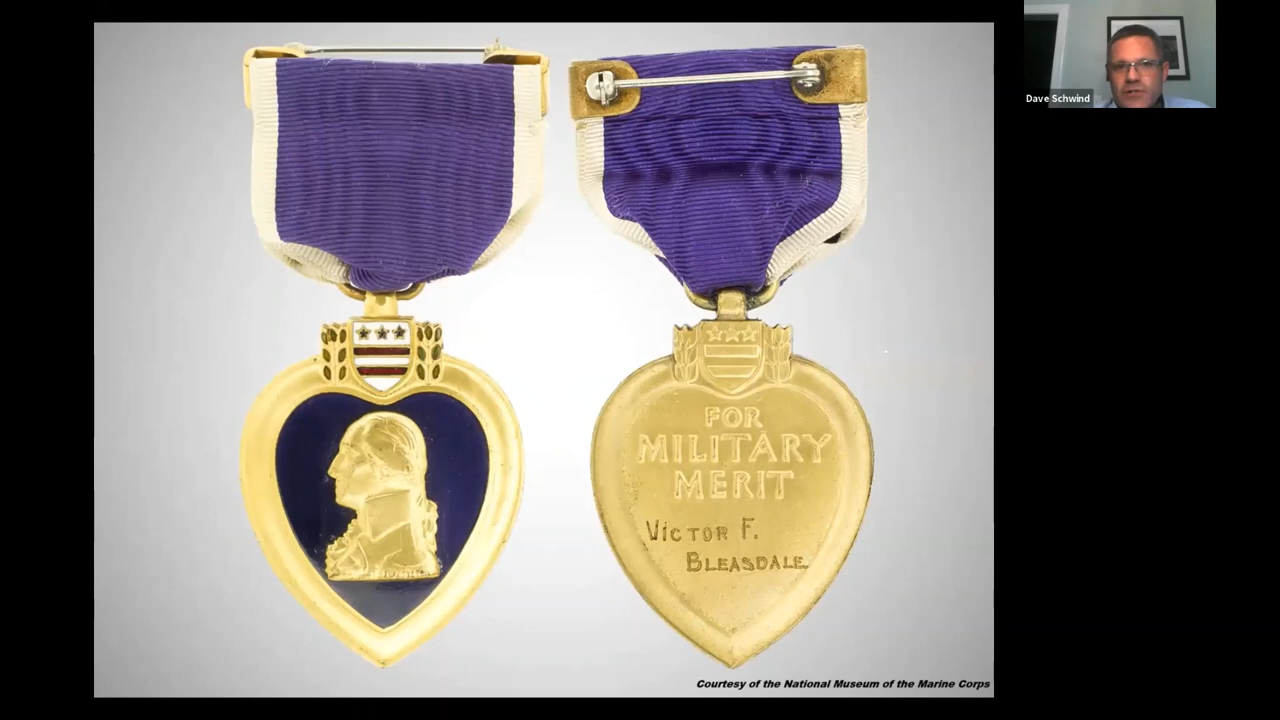 Dave Schwind
FOR
MILITARY
MERIT
VICTOR F.
BLEASDALE
Courtesy of the National Museum of the Marine Corps